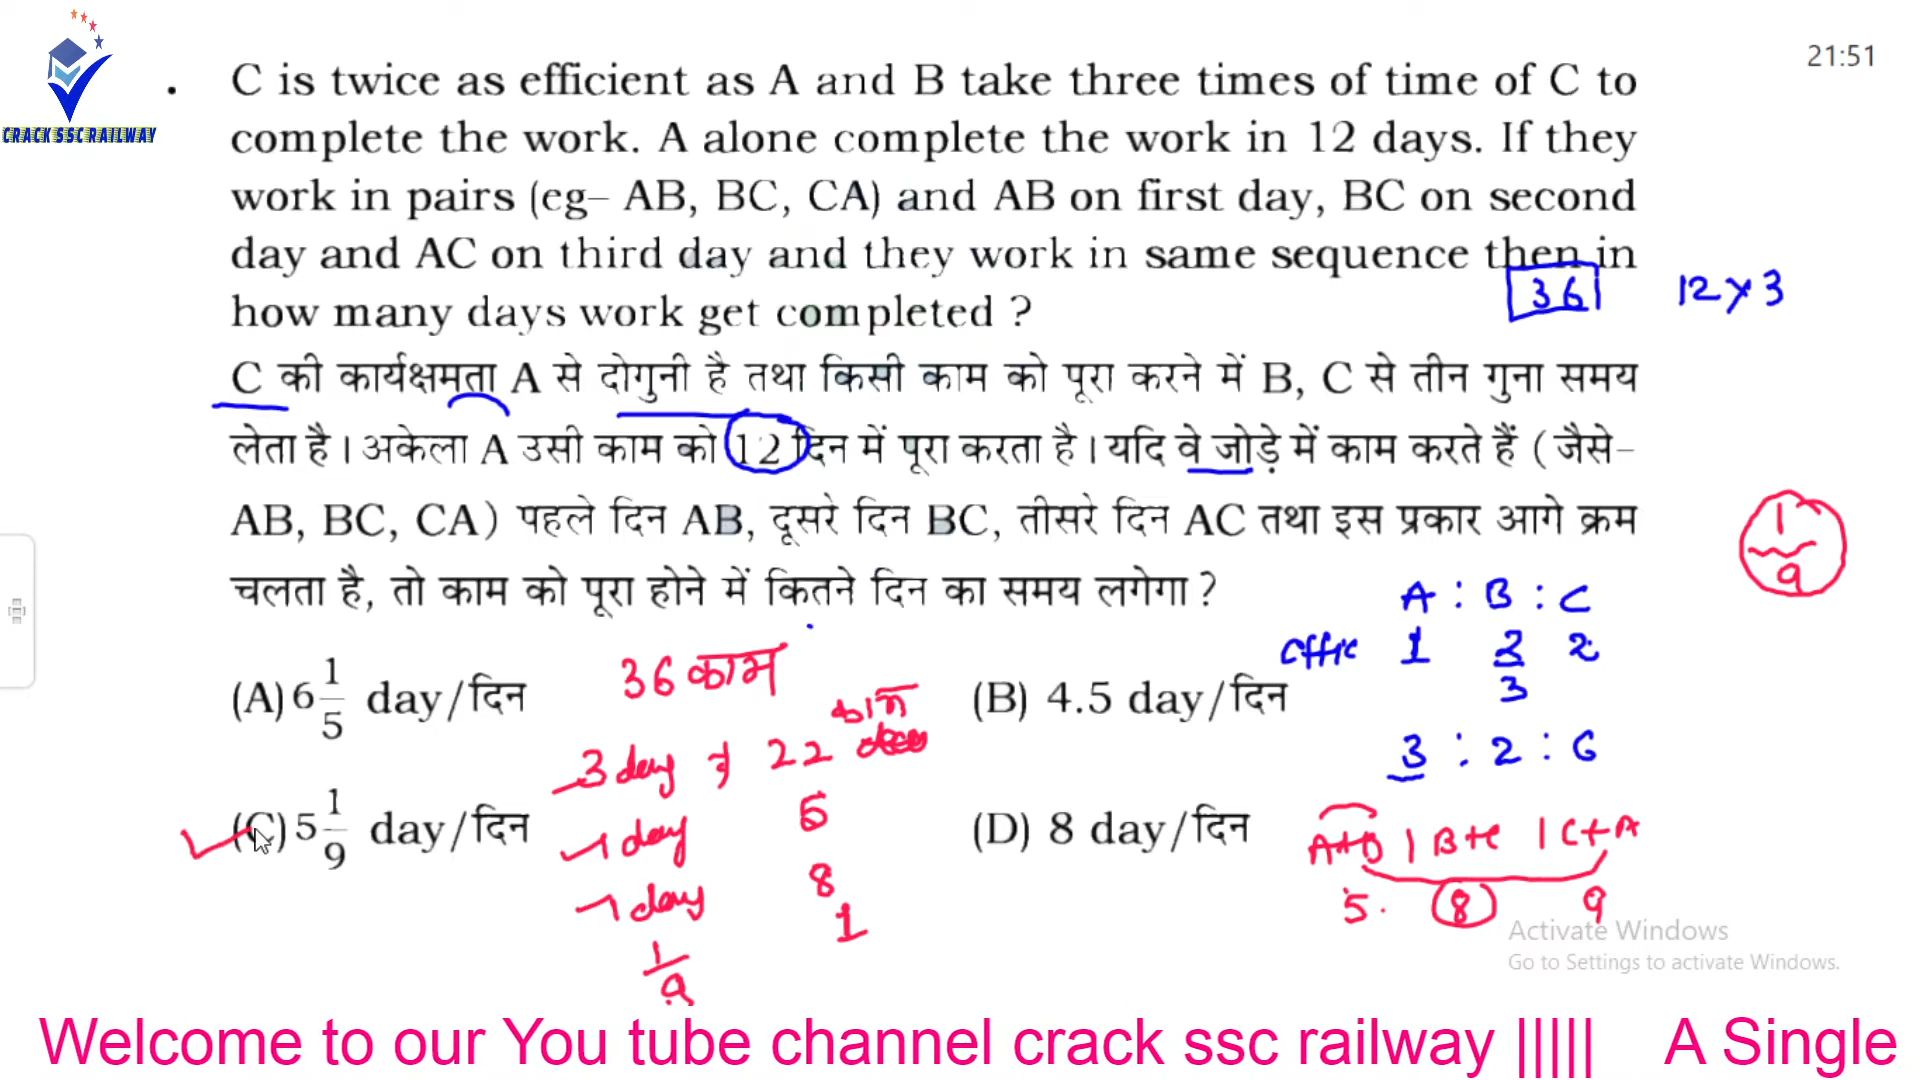 21:51
CRACK SSC RAILWAY
. C is twice as efficient as A and B take three times of time of C to
complete the work. A alone complete the work in 12 days. If they
work in pairs (eg– AB, BC, CA) and AB on first day, BC on second
day and AC on third day and they work in same sequence then in
how many days work get completed ?
36 12 × 3
C की कार्यक्षमता A से दोगुनी है तथा किसी काम को पूरा करने में B, C से तीन गुना समय
लेता है। अकेला A उसी काम को 12 दिन में पूरा करता है। यदि वे जोड़े में काम करते हैं (जैसे–
AB, BC, CA) पहले दिन AB, दूसरे दिन BC, तीसरे दिन AC तथा इस प्रकार आगे क्रम
चलता है, तो काम को पूरा होने में कितने दिन का समय लगेगा ?
1/9
A : B : C
effic 1 2/3 2
3 : 2 : 6
(A) 6 1/5 day/दिन
(B) 4.5 day/दिन
(C) 5 1/9 day/दिन
(D) 8 day/दिन
36 काम
काम
3 day में 22
1 day 5
1 day 8
1/9 1
A+B | B+C | C+A
5. 8 9
Activate Windows
Go to Settings to activate Windows.
Welcome to our You tube channel crack ssc railway ||||| A Single